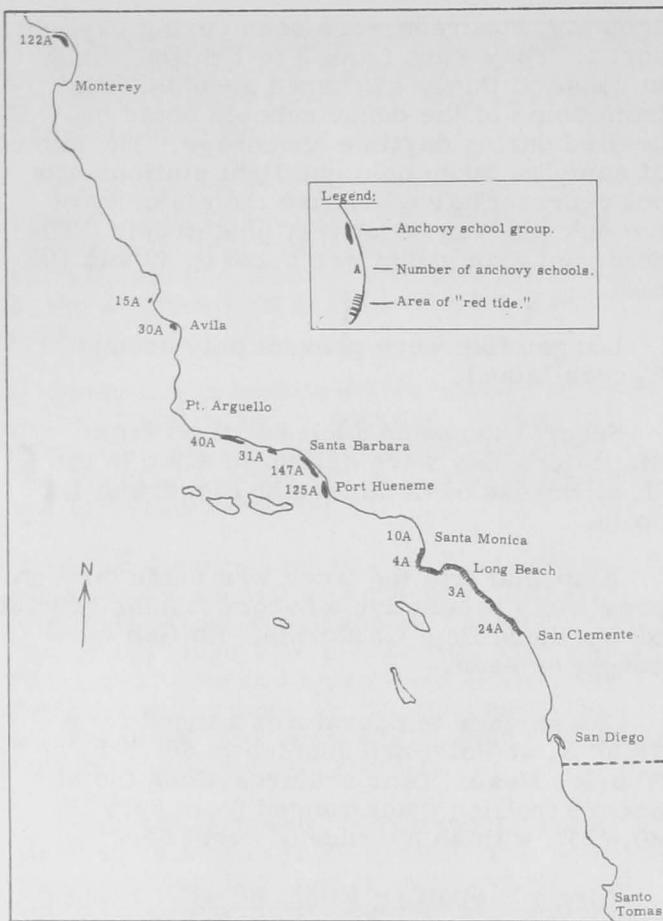 122A
Monterey
Legend:
Anchovy school group.
A
Number of anchovy schools.
Area of "red tide."
15A
30A
Avila
Pt. Arguello
40A
31A
Santa Barbara
147A
125A
Port Hueneme
10A
Santa Monica
4A
Long Beach
3A
24A
San Clemente
N
San Diego
Santo
Tomas